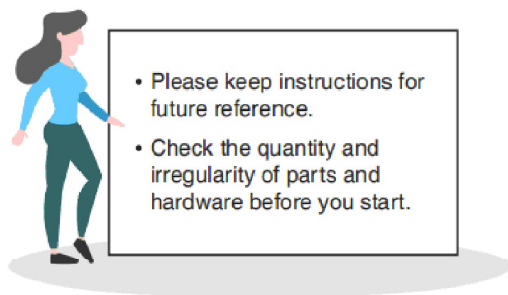 • Please keep instructions for
future reference.
• Check the quantity and
irregularity of parts and
hardware before you start.